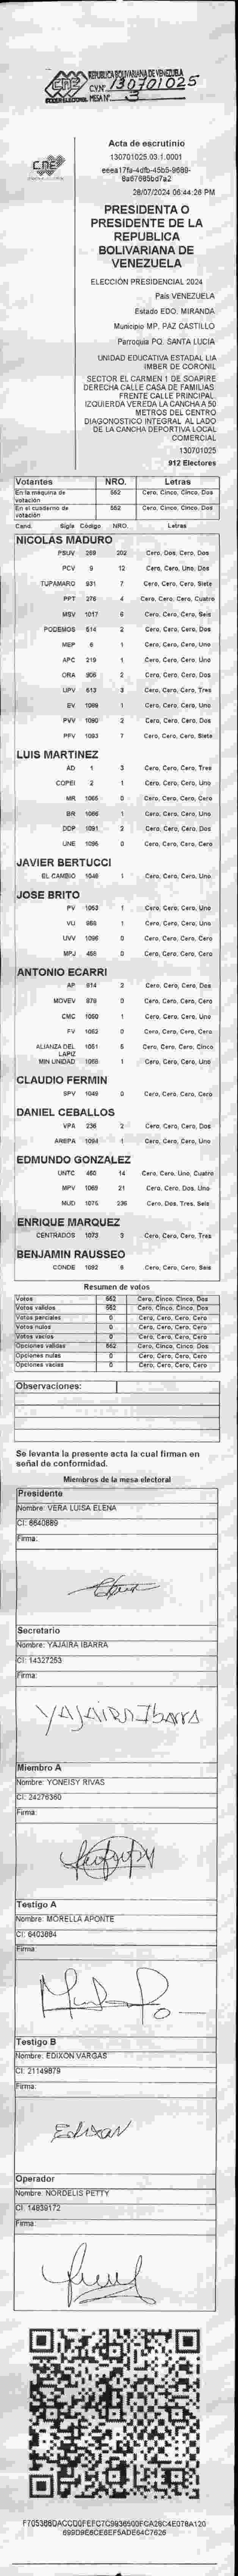 REPUBLICA BOLIVARIANA DE VENEZUELA
CNE
CVN° 130701025
PODER ELECTORAL MESA N° 3
CNE
Acta de escrutinio
130701025.03.1.0001
28/07/2024 06:44:26 PM
PRESIDENTA O
PRESIDENTE DE LA
REPUBLICA
BOLIVARIANA DE
VENEZUELA
ELECCIÓN PRESIDENCIAL 2024
País VENEZUELA
Estado EDO. MIRANDA
Municipio MP. PAZ CASTILLO
Parroquia PQ. SANTA LUCIA
UNIDAD EDUCATIVA ESTADAL LIA
IMBER DE CORONIL
SECTOR EL CARMEN 1 DE SOAPIRE
DERECHA CALLE CASA DE FAMILIAS.
FRENTE CALLE PRINCIPAL.
IZQUIERDA VEREDA LA CANCHA A 50
METROS DEL CENTRO
DIAGONOSTICO INTEGRAL AL LADO
DE LA CANCHA DEPORTIVA LOCAL
COMERCIAL
130701025
912 Electores
Votantes NRO. Letras
En la máquina de votación 552 Cero, Cinco, Cinco, Dos
En el cuaderno de votación 552 Cero, Cinco, Cinco, Dos
Cand. Sigla Código NRO. Letras
NICOLAS MADURO
PSUV 269 202 Cero, Dos, Cero, Dos
PCV 9 12 Cero, Cero, Uno, Dos
TUPAMARO 931 7 Cero, Cero, Cero, Siete
PPT 276 4 Cero, Cero, Cero, Cuatro
MSV 1017 6 Cero, Cero, Cero, Seis
PODEMOS 514 2 Cero, Cero, Cero, Dos
MEP 6 1 Cero, Cero, Cero, Uno
APC 219 1 Cero, Cero, Cero, Uno
ORA 906 2 Cero, Cero, Cero, Dos
UPV 613 3 Cero, Cero, Cero, Tres
EV 1089 1 Cero, Cero, Cero, Uno
PVV 1090 2 Cero, Cero, Cero, Dos
PFV 1093 7 Cero, Cero, Cero, Siete
LUIS MARTINEZ
AD 1 3 Cero, Cero, Cero, Tres
COPEI 2 1 Cero, Cero, Cero, Uno
MR 1065 0 Cero, Cero, Cero, Cero
BR 1066 1 Cero, Cero, Cero, Uno
DDP 1091 2 Cero, Cero, Cero, Dos
UNE 1095 0 Cero, Cero, Cero, Cero
JAVIER BERTUCCI
EL CAMBIO 1048 1 Cero, Cero, Cero, Uno
JOSE BRITO
PV 1053 1 Cero, Cero, Cero, Uno
VU 958 1 Cero, Cero, Cero, Uno
UVV 1096 0 Cero, Cero, Cero, Cero
MPJ 458 0 Cero, Cero, Cero, Cero
ANTONIO ECARRI
AP 814 2 Cero, Cero, Cero, Dos
MOVEV 879 0 Cero, Cero, Cero, Cero
CMC 1050 1 Cero, Cero, Cero, Uno
FV 1052 0 Cero, Cero, Cero, Cero
ALIANZA DEL LAPIZ 1051 5 Cero, Cero, Cero, Cinco
MIN UNIDAD 1 Cero, Cero, Cero, Uno
CLAUDIO FERMIN
SPV 1049 0 Cero, Cero, Cero, Cero
DANIEL CEBALLOS
VPA 236 2 Cero, Cero, Cero, Dos
AREPA 1094 1 Cero, Cero, Cero, Uno
EDMUNDO GONZALEZ
UNTC 14 Cero, Cero, Uno, Cuatro
MPV 1069 21 Cero, Cero, Dos, Uno
MUD 1075 236 Cero, Dos, Tres, Seis
ENRIQUE MARQUEZ
CENTRADOS 1073 3 Cero, Cero, Cero, Tres
BENJAMIN RAUSSEO
CONDE 1092 6 Cero, Cero, Cero, Seis
Resumen de votos
Votos 552 Cero, Cinco, Cinco, Dos
Votos validos 552 Cero, Cinco, Cinco, Dos
Votos parciales 0 Cero, Cero, Cero, Cero
Votos nulos 0 Cero, Cero, Cero, Cero
Votos vacios 0 Cero, Cero, Cero, Cero
Opciones validas 552 Cero, Cinco, Cinco, Dos
Opciones nulas 0 Cero, Cero, Cero, Cero
Opciones vacias 0 Cero, Cero, Cero, Cero
Observaciones:
Se levanta la presente acta la cual firman en
señal de conformidad.
Miembros de la mesa electoral
Presidente
Nombre: VERA LUISA ELENA
CI: 6640889
Firma:
Secretario
Nombre: YAJAIRA IBARRA
CI: 14327253
Firma:
YAJAIRA Ibarra
Miembro A
Nombre: YONEISY RIVAS
CI: 24276360
Firma:
Testigo A
Nombre: MORELLA APONTE
CI: 6403884
Firma:
Testigo B
Nombre: EDIXON VARGAS
CI: 21149879
Firma:
Edixon
Operador
Nombre: NORDELIS PETTY
CI: 14839172
Firma: